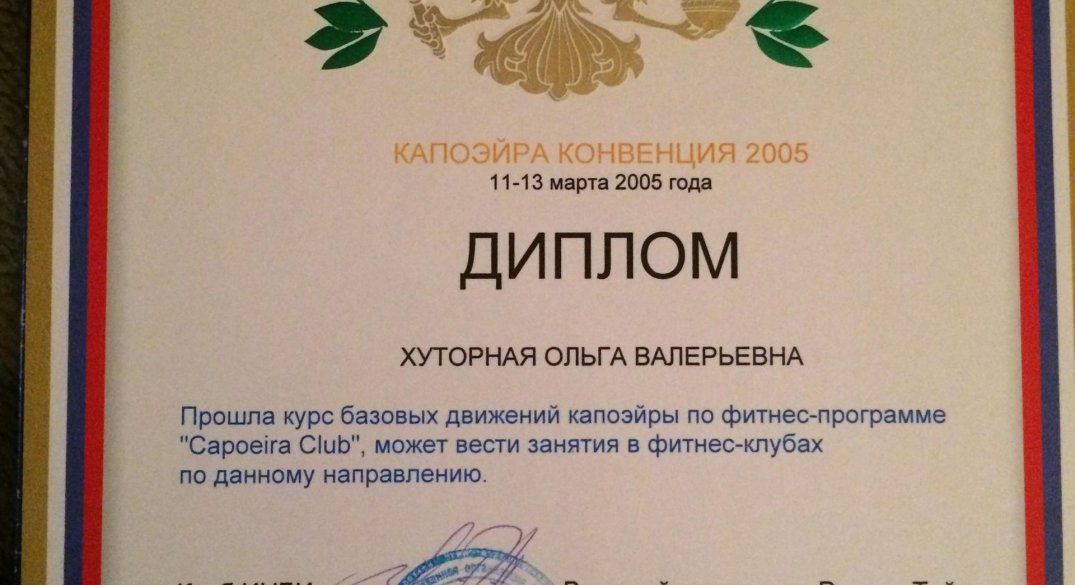 КАПОЭЙРА КОНВЕНЦИЯ 2005
11-13 марта 2005 года
ДИПЛОМ
ХУТОРНАЯ ОЛЬГА ВАЛЕРЬЕВНА
Прошла курс базовых движений капоэйры по фитнес-программе
"Capoeira Club", может вести занятия в фитнес-клубах
по данному направлению.